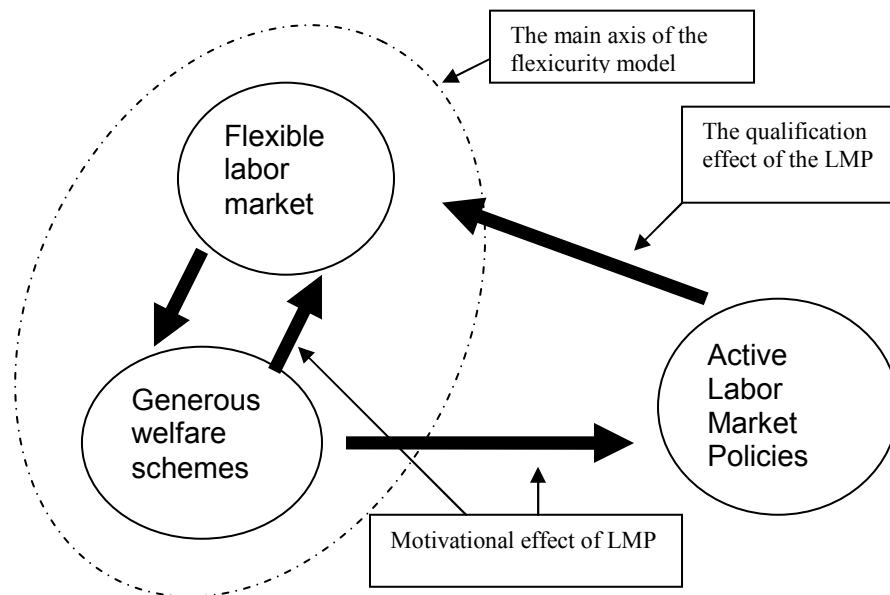 The main axis of the
flexicurity model
Flexible
labor
market
The qualification
effect of the LMP
Generous
welfare
schemes
Active
Labor
Market
Policies
Motivational effect of LMP